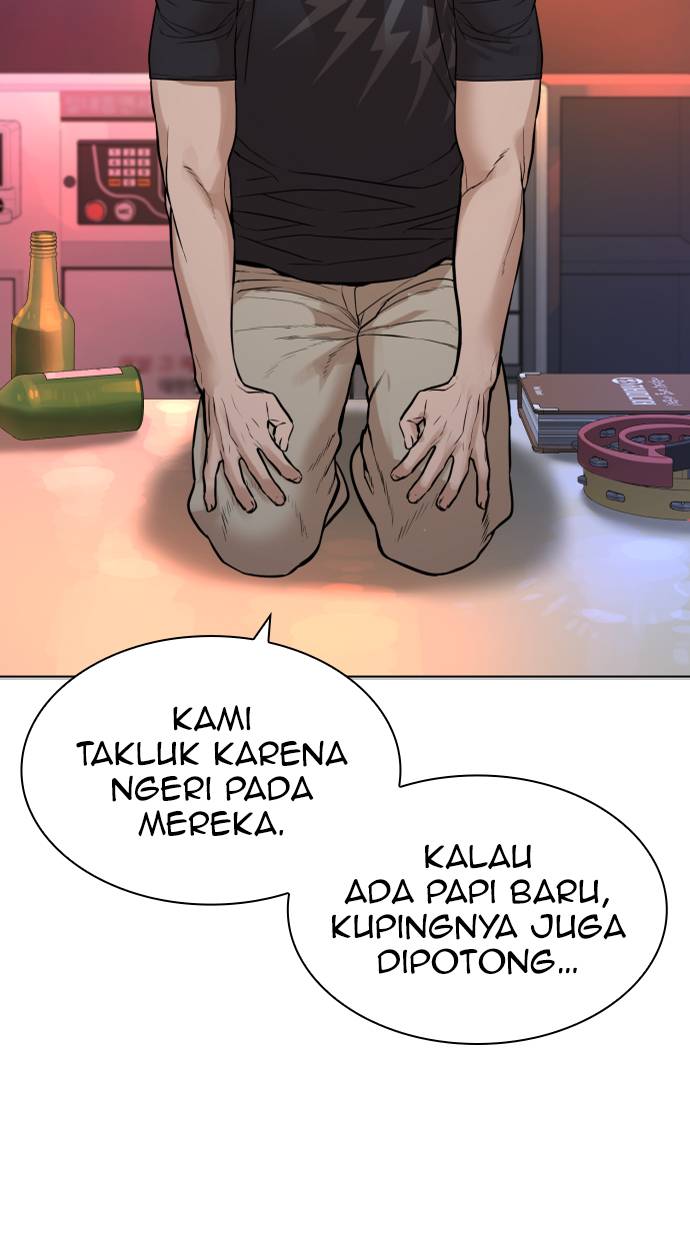 KAMI
TAKLUK KARENA
NGERI PADA
MEREKA.
KALAU
ADA PAPI BARU,
KUPINGNYA JUGA
DIPOTONG...